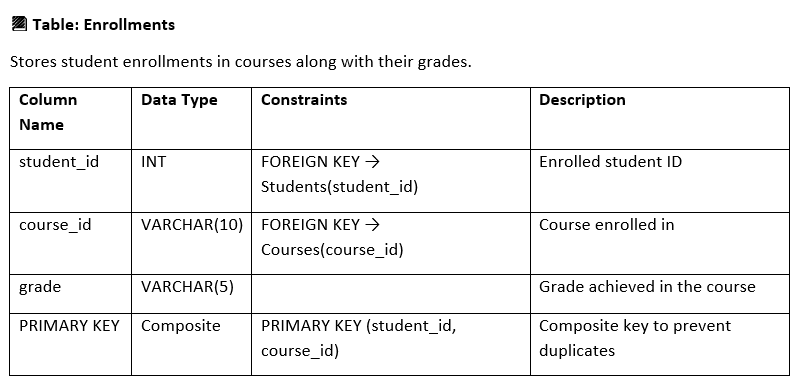 Table: Enrollments
Stores student enrollments in courses along with their grades.
Column Name | Data Type | Constraints | Description
student_id | INT | FOREIGN KEY → Students(student_id) | Enrolled student ID
course_id | VARCHAR(10) | FOREIGN KEY → Courses(course_id) | Course enrolled in
grade | VARCHAR(5) | | Grade achieved in the course
PRIMARY KEY | Composite | PRIMARY KEY (student_id, course_id) | Composite key to prevent duplicates